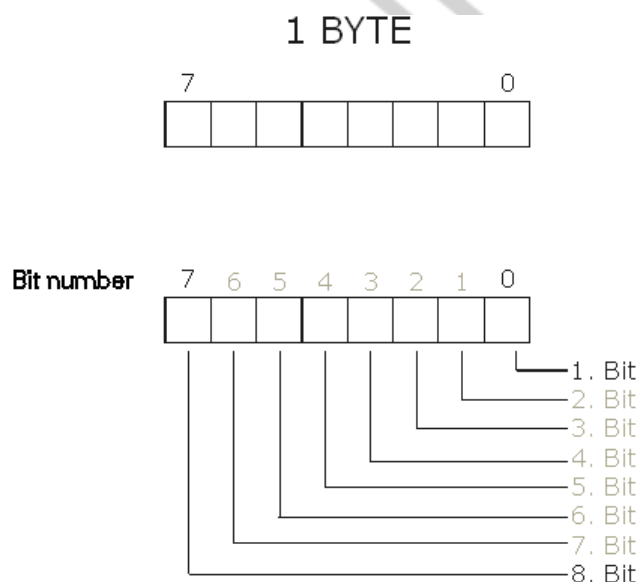 1 BYTE
7 0
Bit number 7 6 5 4 3 2 1 0
1. Bit
2. Bit
3. Bit
4. Bit
5. Bit
6. Bit
7. Bit
8. Bit